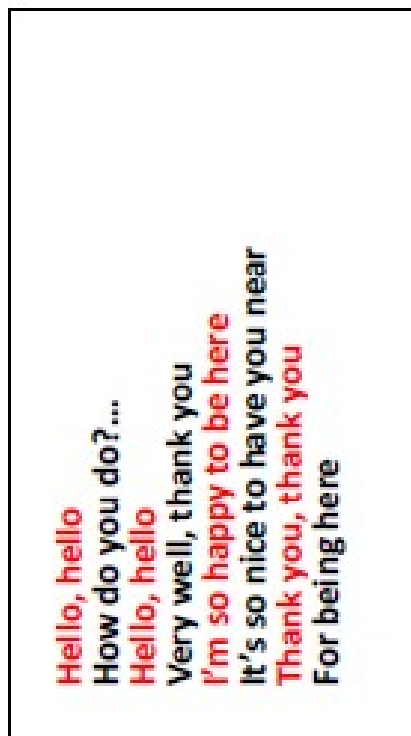 Hello, hello
How do you do?...
Hello, hello
Very well, thank you
I'm so happy to be here
It's so nice to have you near
Thank you, thank you
For being here